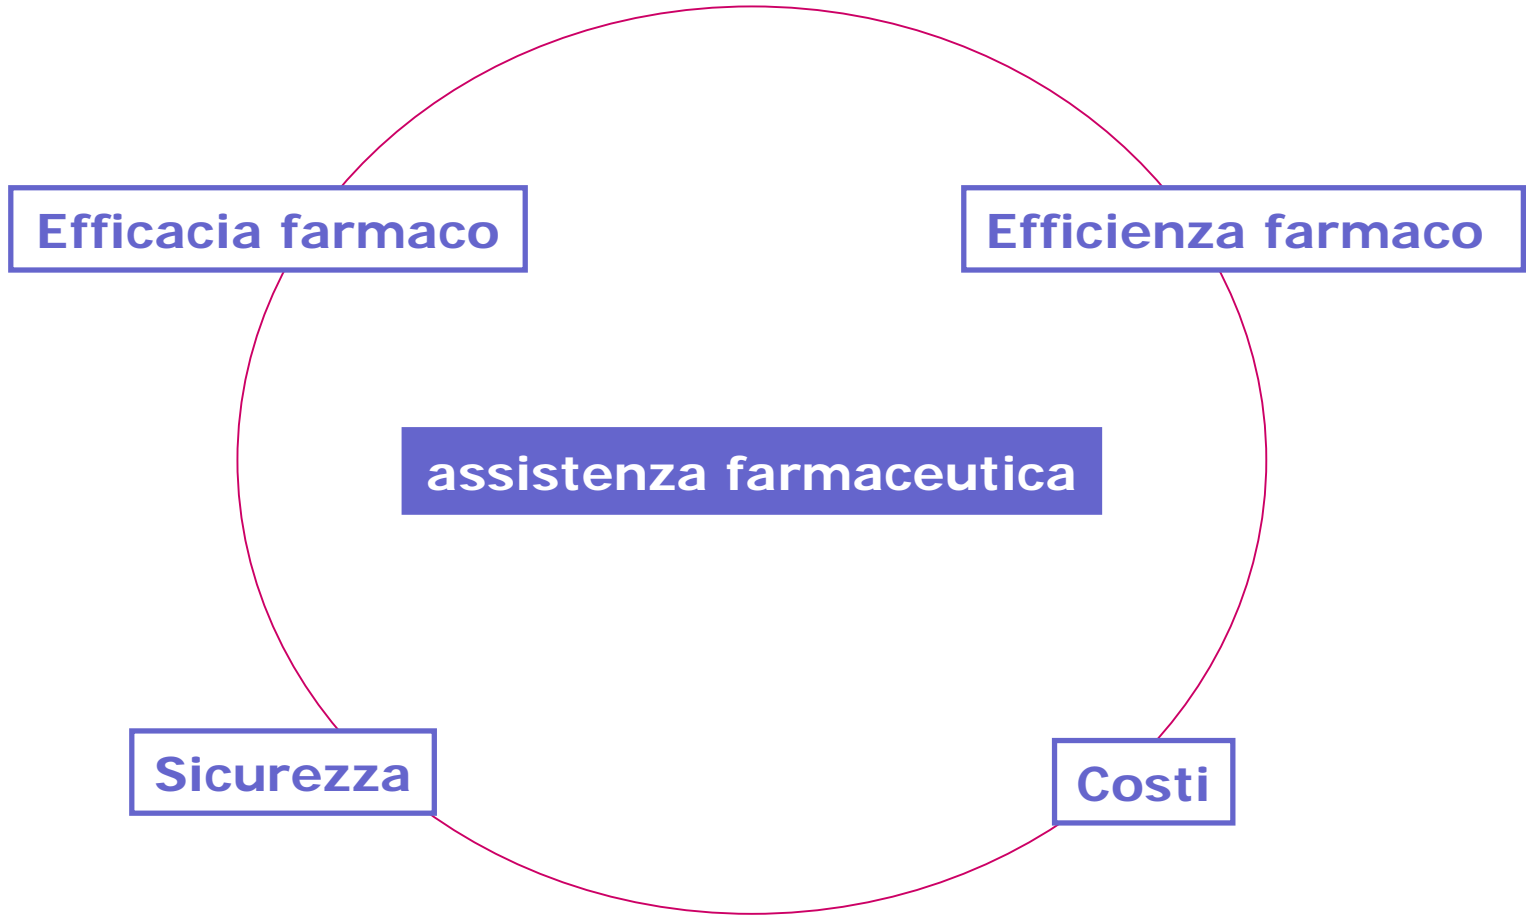 Efficacia farmaco
Efficienza farmaco
assistenza farmaceutica
Sicurezza
Costi